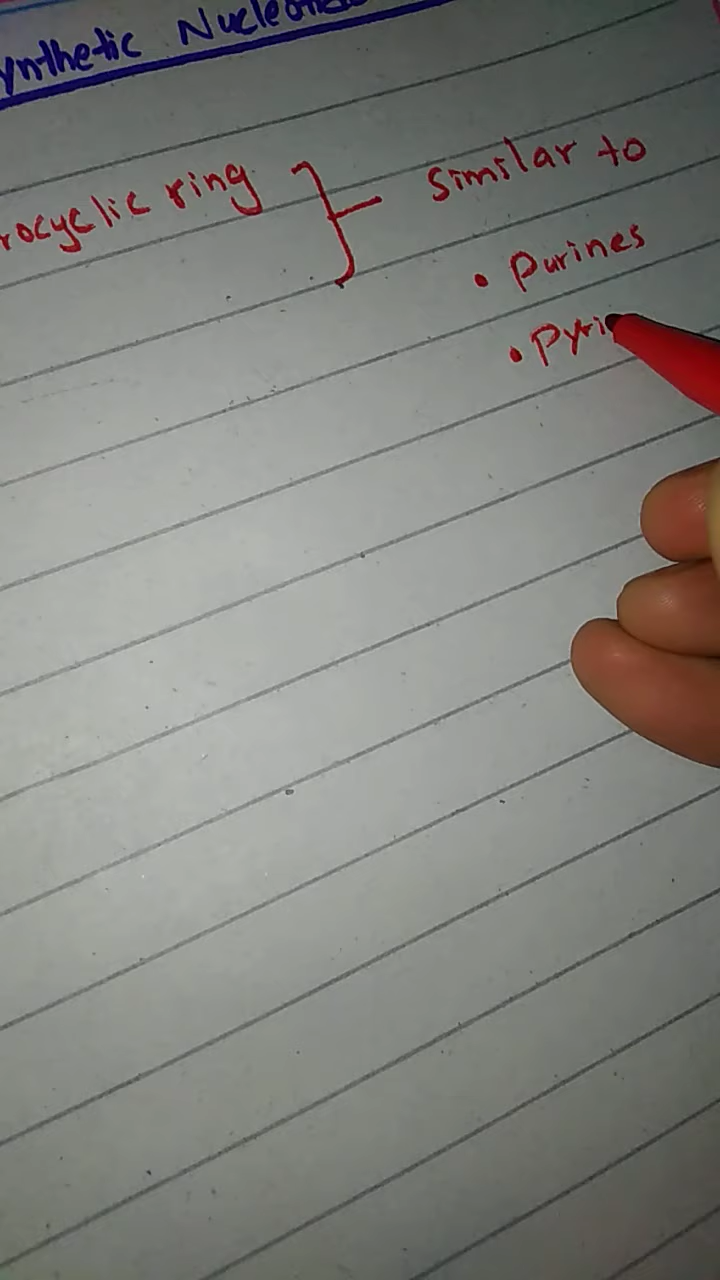 ynthetic Nucleo
rocyclic ring
Similar to
• Purines
• Pyri